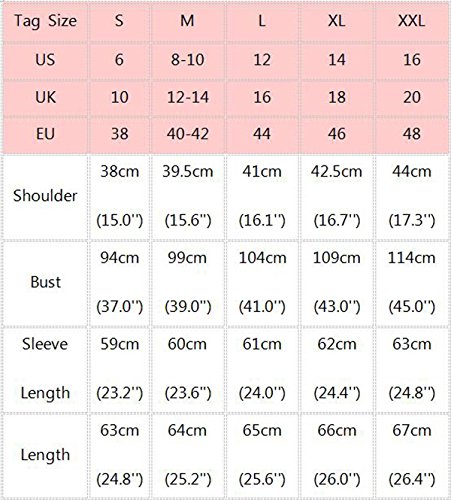 Tag Size S M L XL XXL
US 6 8-10 12 14 16
UK 10 12-14 16 18 20
EU 38 40-42 44 46 48
Shoulder 38cm 39.5cm 41cm 42.5cm 44cm
(15.0'') (15.6'') (16.1'') (16.7'') (17.3'')
Bust 94cm 99cm 104cm 109cm 114cm
(37.0'') (39.0'') (41.0'') (43.0'') (45.0'')
Sleeve 59cm 60cm 61cm 62cm 63cm
Length (23.2'') (23.6'') (24.0'') (24.4'') (24.8'')
Length 63cm 64cm 65cm 66cm 67cm
(24.8'') (25.2'') (25.6'') (26.0'') (26.4'')